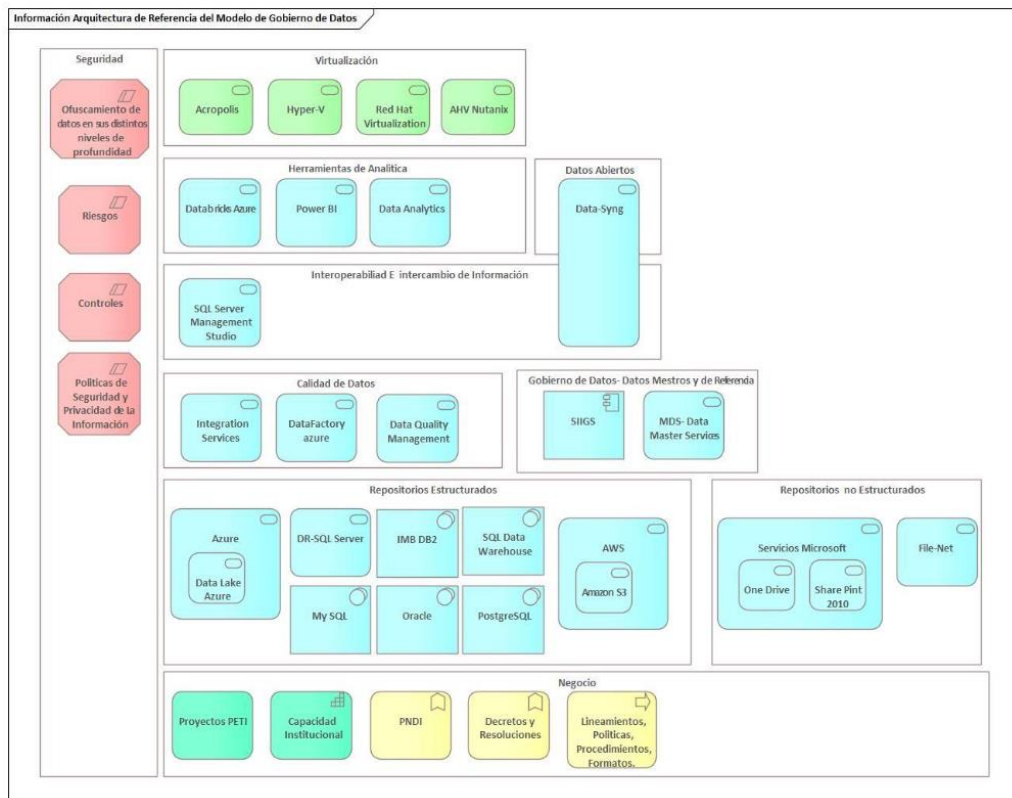 Información Arquitectura de Referencia del Modelo de Gobierno de Datos
Seguridad
Ofuscamiento de
datos en sus distintos
niveles de
profundidad
Riesgos
Controles
Politicas de
Seguridad y
Privacidad de la
Información
Virtualización
Acropolis
Hyper-V
Red Hat
Virtualization
AHV Nutanix
Herramientas de Analitica
Databricks Azure
Power BI
Data Analytics
Datos Abiertos
Data-Syng
Interoperabiliad E intercambio de Información
SQL Server
Management
Studio
Calidad de Datos
Integration
Services
DataFactory
azure
Data Quality
Management
Gobierno de Datos- Datos Mestros y de Referencia
SIIGS
MDS- Data
Master Services
Repositorios Estructurados
Azure
Data Lake
Azure
DR-SQL Server
IMB DB2
SQL Data
Warehouse
My SQL
Oracle
PostgreSQL
AWS
Amazon S3
Repositorios no Estructurados
Servicios Microsoft
One Drive
Share Pint
2010
File-Net
Negocio
Proyectos PETI
Capacidad
Institucional
PNDI
Decretos y
Resoluciones
Lineamientos,
Politicas,
Procedimientos,
Formatos.